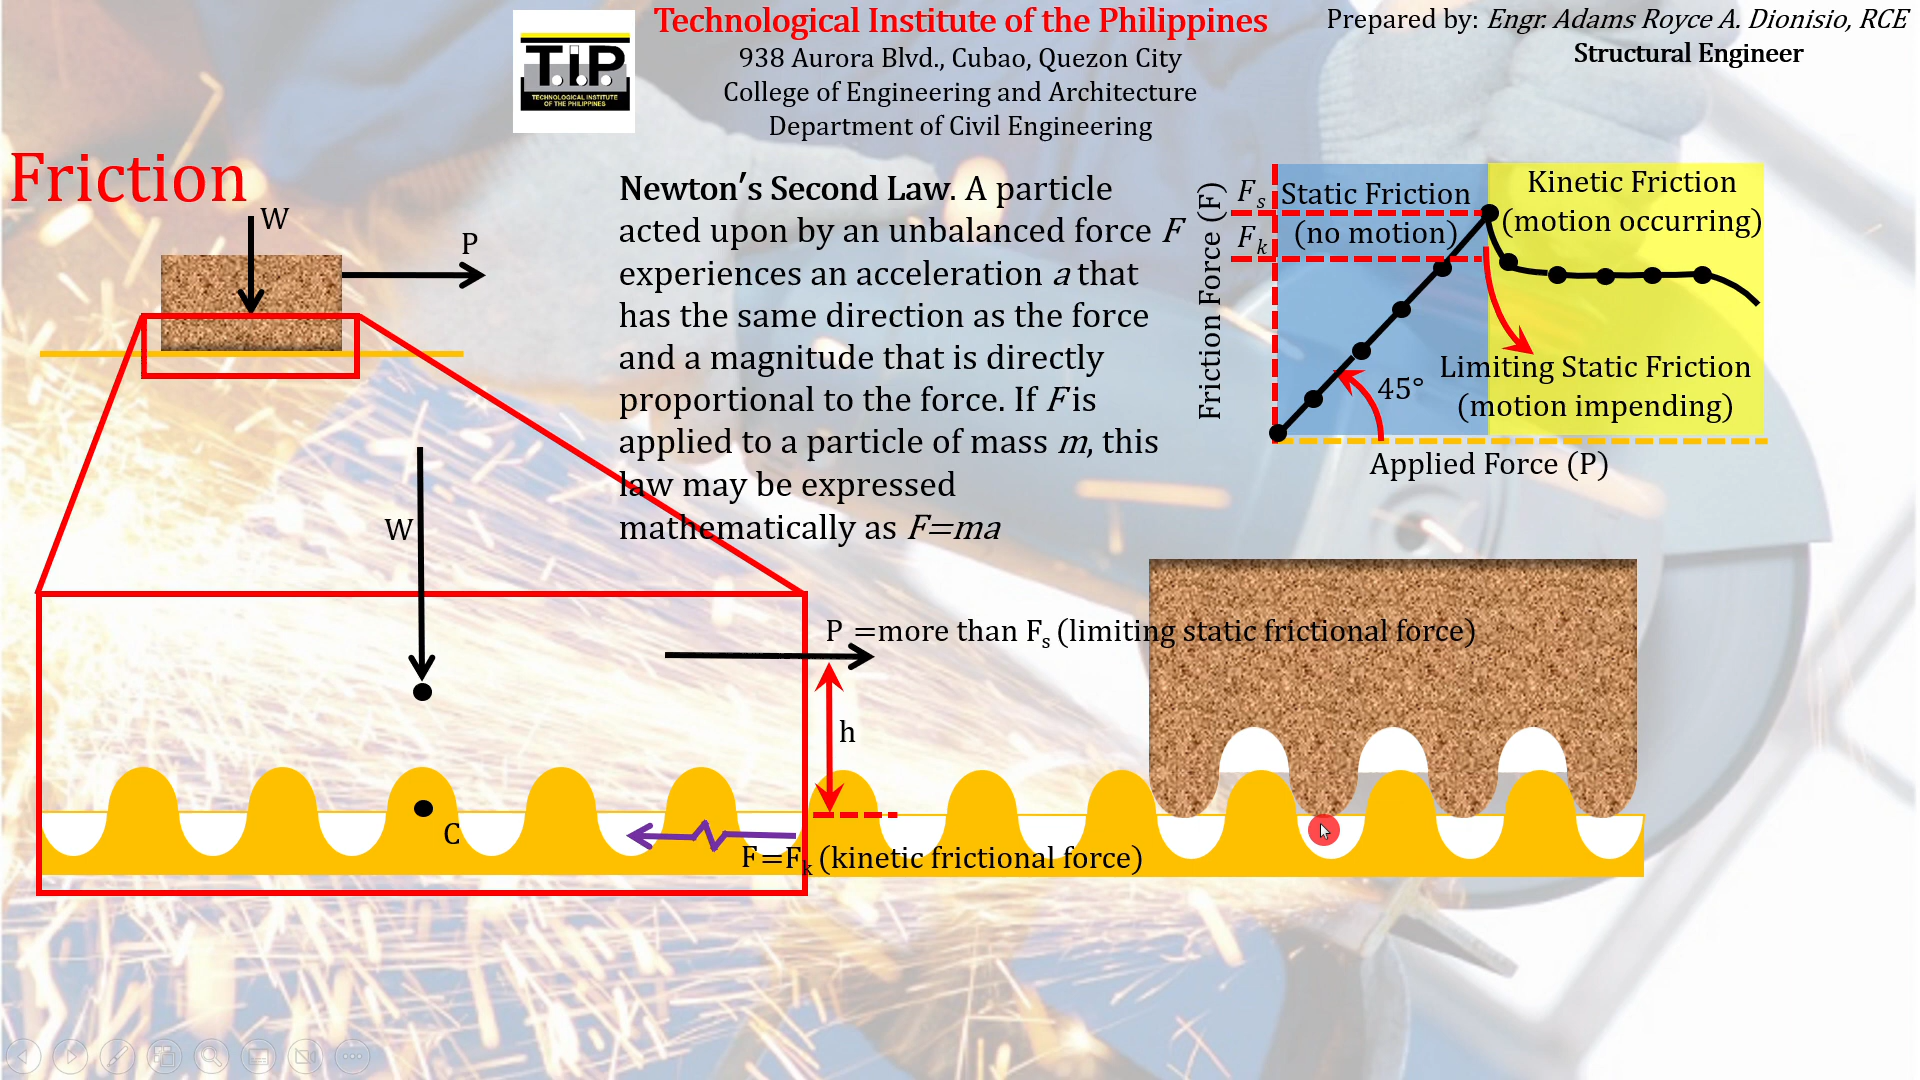 T.I.P
TECHNOLOGICAL INSTITUTE
OF THE PHILIPPINES
Technological Institute of the Philippines
938 Aurora Blvd., Cubao, Quezon City
College of Engineering and Architecture
Department of Civil Engineering
Prepared by: Engr. Adams Royce A. Dionisio, RCE
Structural Engineer
Friction
W
P
Newton's Second Law. A particle
acted upon by an unbalanced force F
experiences an acceleration a that
has the same direction as the force
and a magnitude that is directly
proportional to the force. If F is
applied to a particle of mass m, this
law may be expressed
mathematically as F=ma
Friction Force (F)
Fs
Fk
Static Friction
(no motion)
Kinetic Friction
(motion occurring)
45°
Limiting Static Friction
(motion impending)
Applied Force (P)
W
P =more than Fs (limiting static frictional force)
h
C
F=Fk (kinetic frictional force)